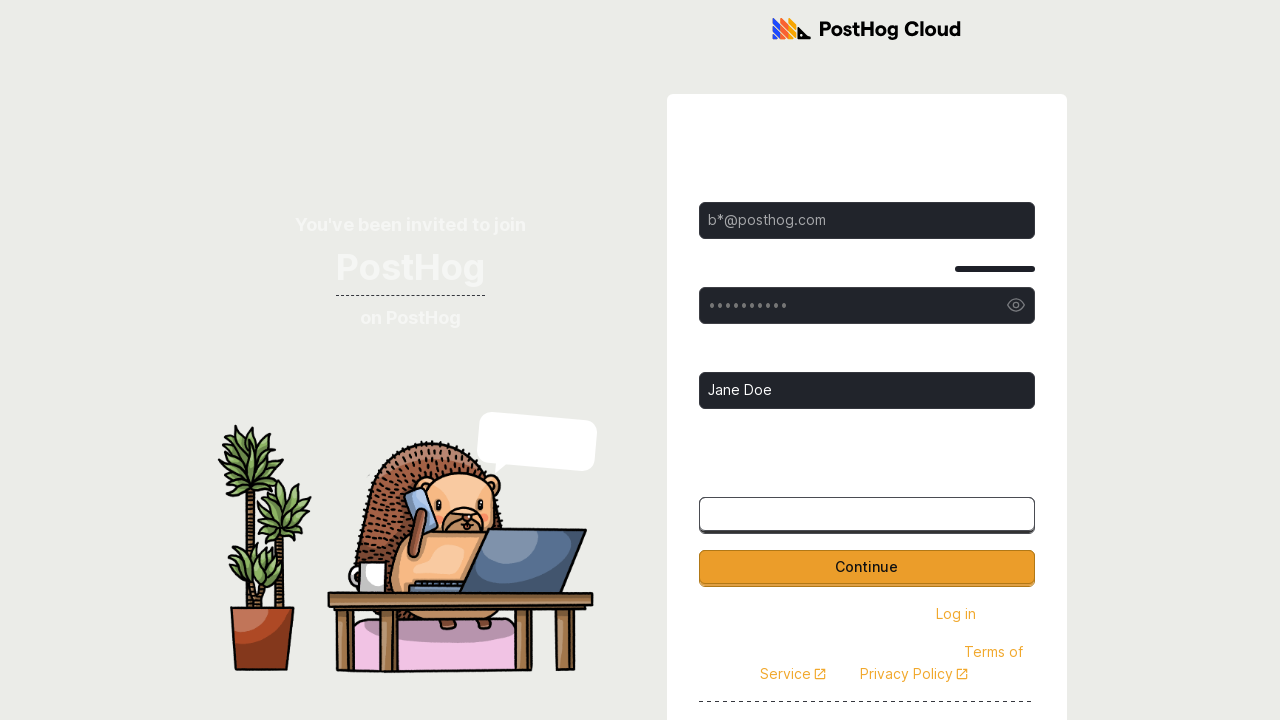 PostHog Cloud
You've been invited to join
PostHog
on PostHog
b*@posthog.com
••••••••••
Jane Doe
Continue
Log in
Terms of
Service
Privacy Policy